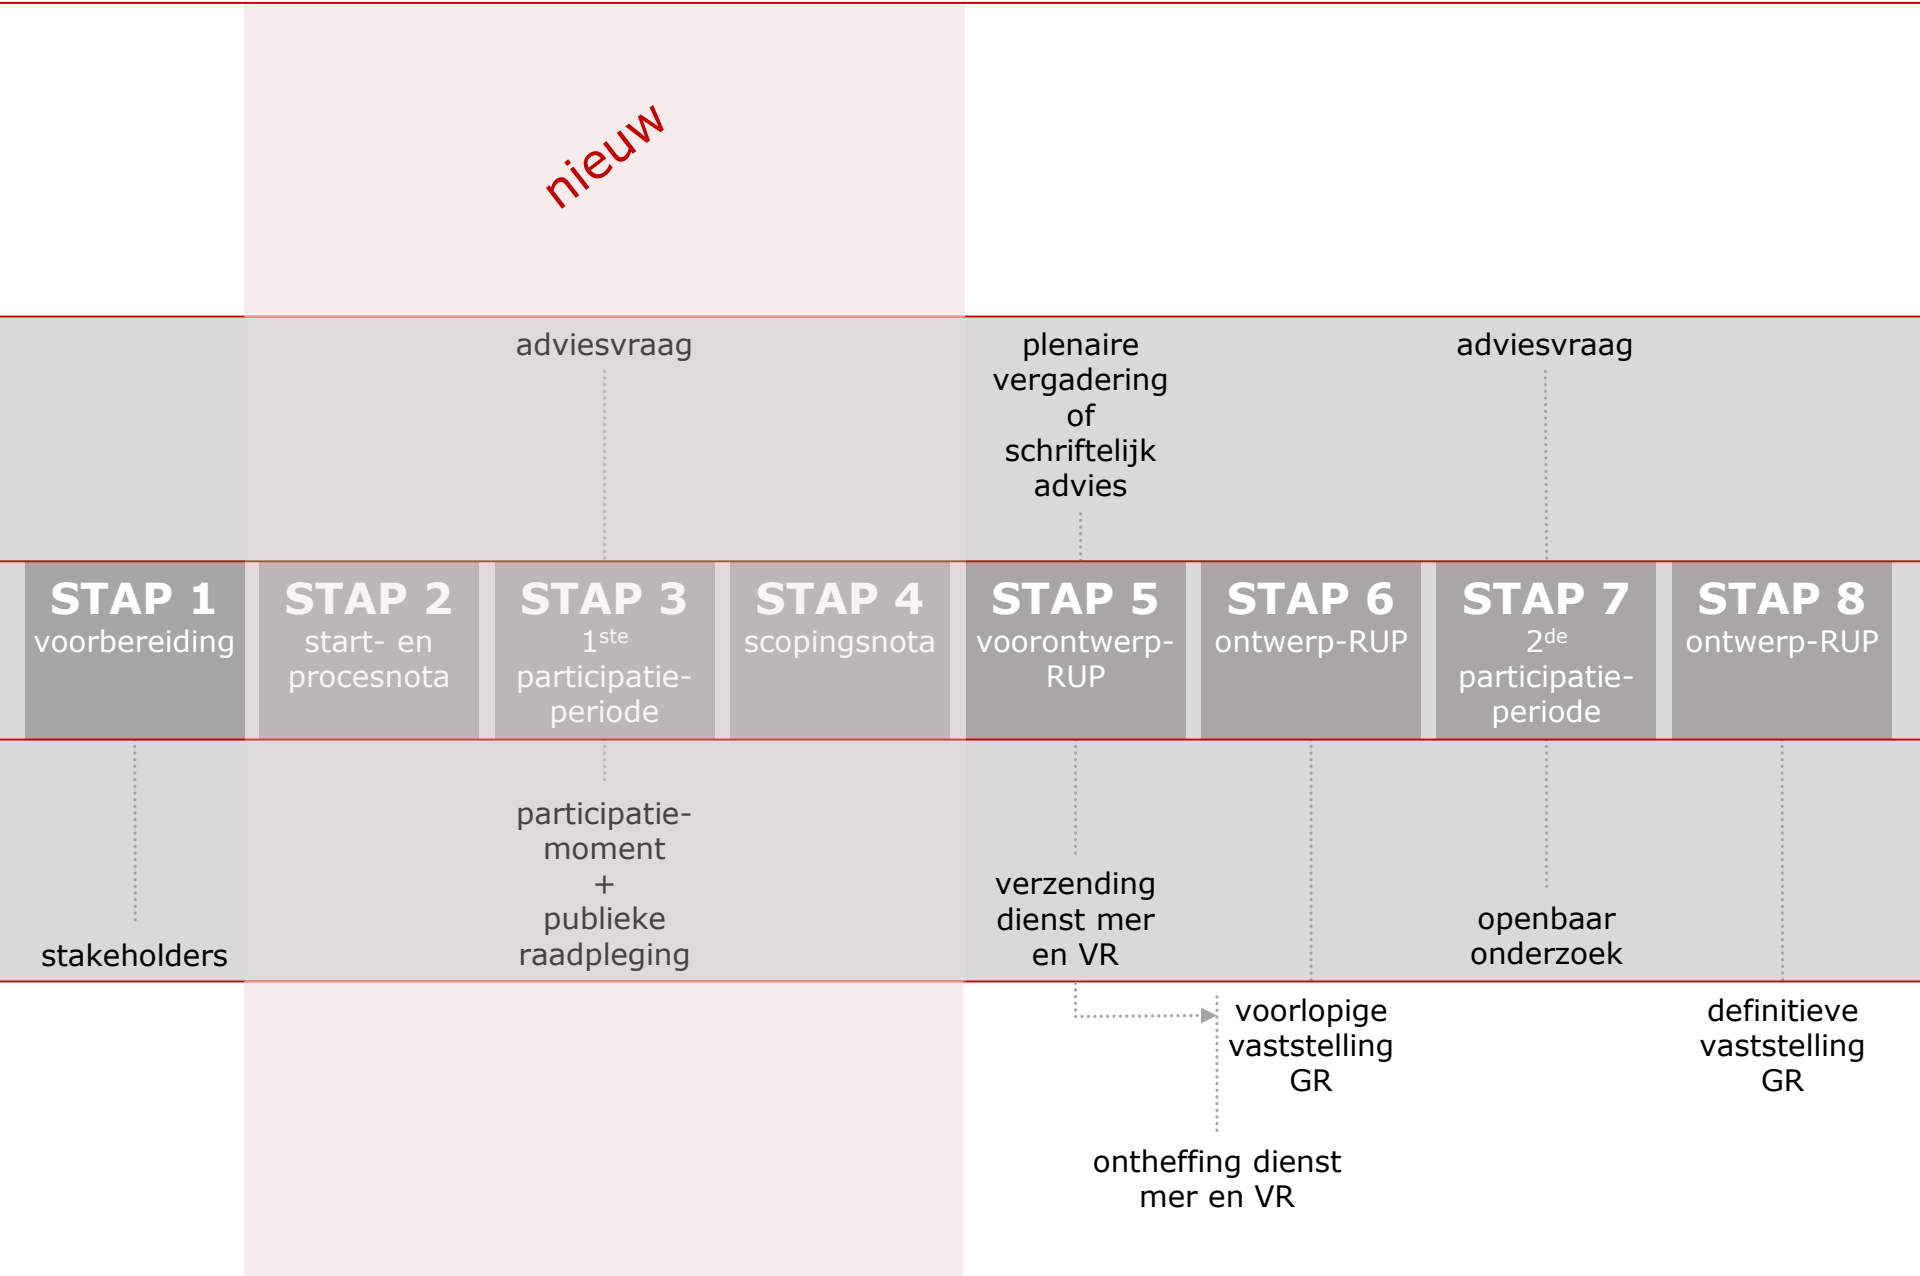 nieuw
adviesvraag
plenaire
vergadering
of
schriftelijk
advies
adviesvraag
STAP 1
voorbereiding
STAP 2
start- en
procesnota
STAP 3
1ste
participatie-
periode
STAP 4
scopingsnota
STAP 5
voorontwerp-
RUP
STAP 6
ontwerp-RUP
STAP 7
2de
participatie-
periode
STAP 8
ontwerp-RUP
stakeholders
participatie-
moment
+
publieke
raadpleging
verzending
dienst mer
en VR
openbaar
onderzoek
voorlopige
vaststelling
GR
definitieve
vaststelling
GR
ontheffing dienst
mer en VR